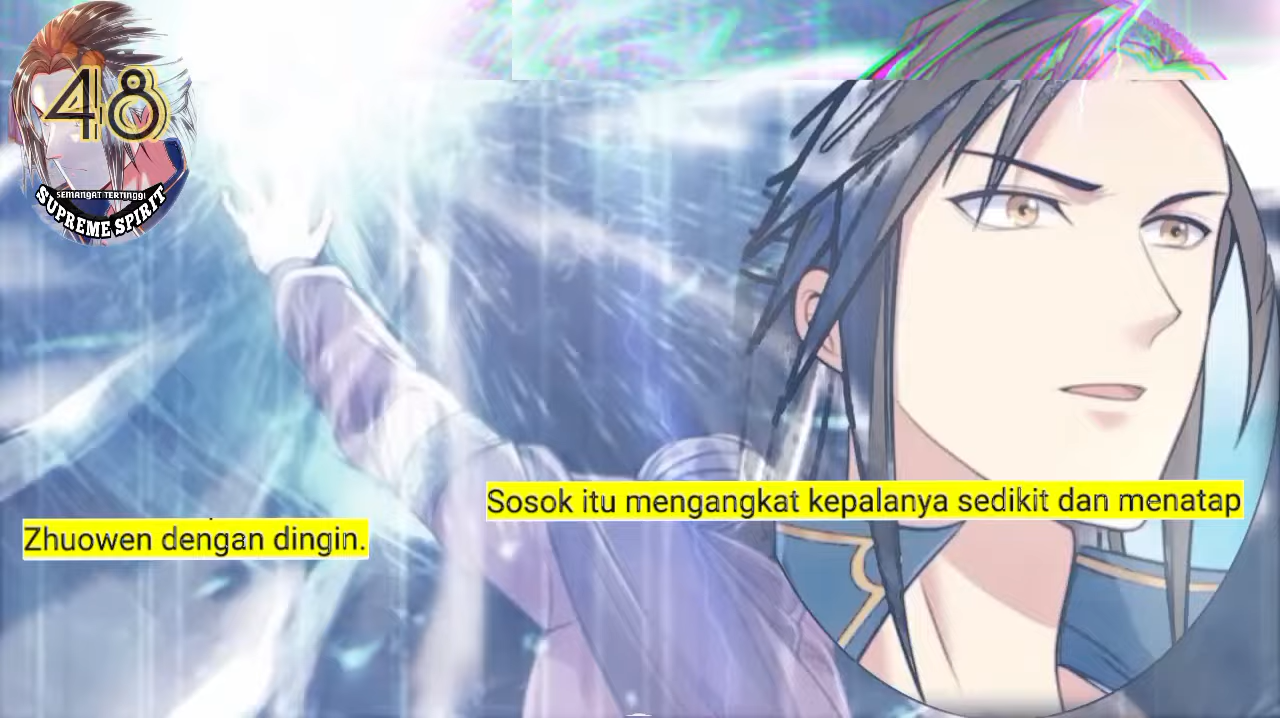 48
SEMANGAT TERTINGGI
SUPREME SPIRIT
Sosok itu mengangkat kepalanya sedikit dan menatap
Zhuowen dengan dingin.